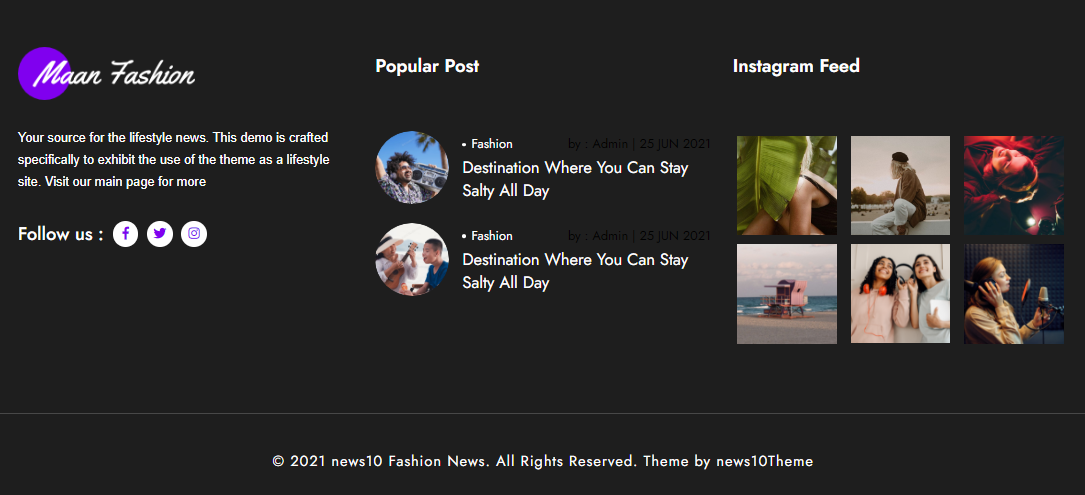 Maan Fashion
Your source for the lifestyle news. This demo is crafted
specifically to exhibit the use of the theme as a lifestyle
site. Visit our main page for more
Follow us :
Popular Post
• Fashion by : Admin | 25 JUN 2021
Destination Where You Can Stay
Salty All Day
• Fashion by : Admin | 25 JUN 2021
Destination Where You Can Stay
Salty All Day
Instagram Feed
© 2021 news10 Fashion News. All Rights Reserved. Theme by news10Theme